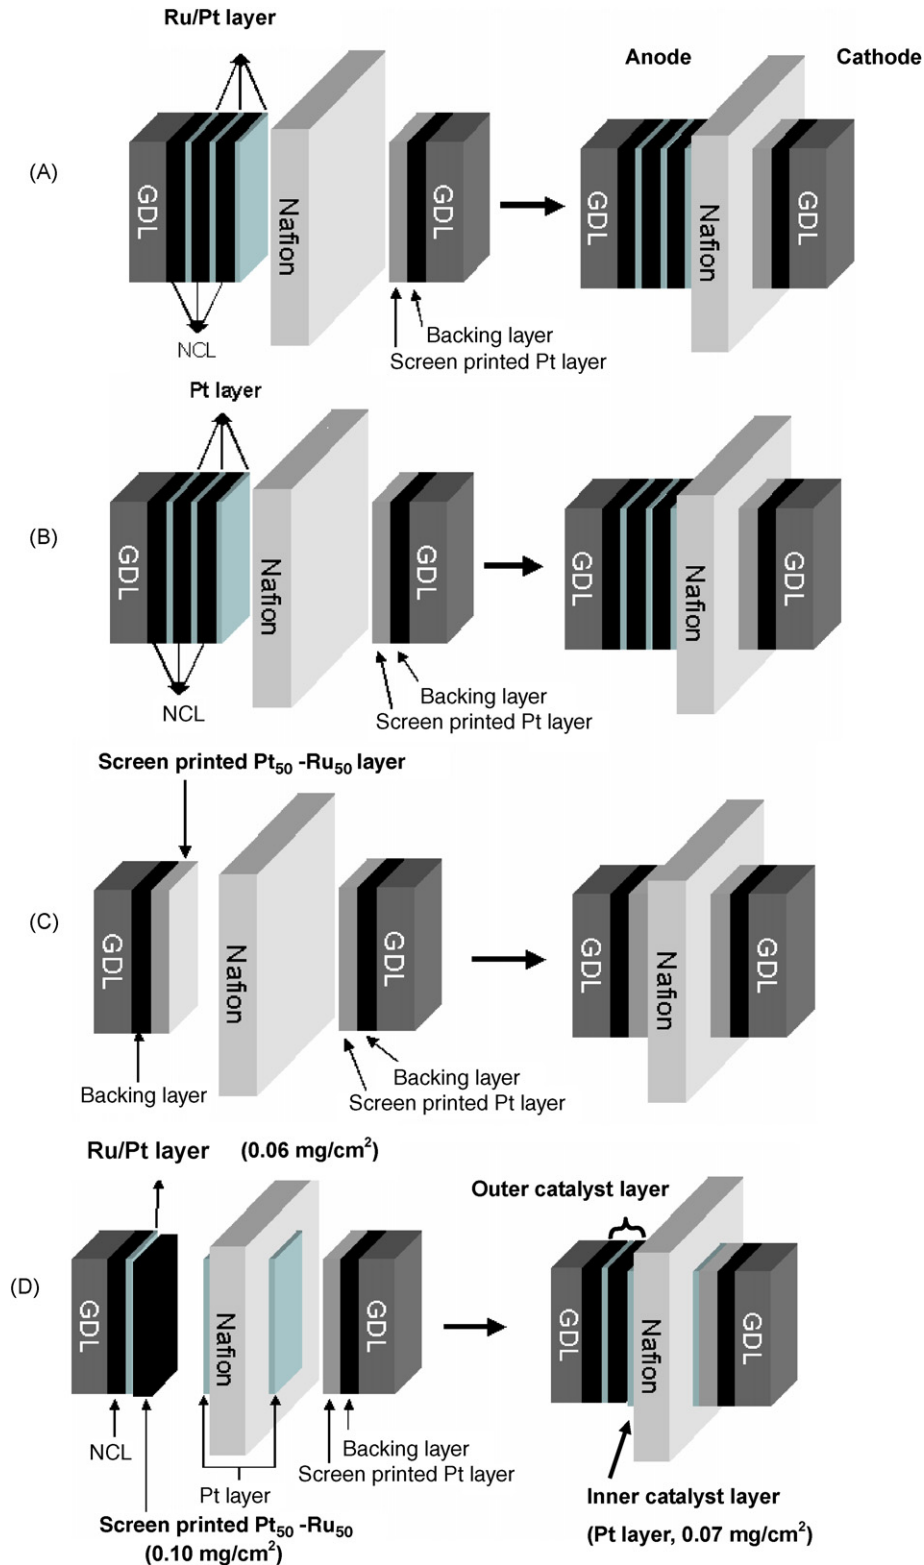 Ru/Pt layer
Anode Cathode
(A)
GDL
Nafion
GDL
GDL
Nafion
GDL
Backing layer
Screen printed Pt layer
NCL
Pt layer
(B)
GDL
Nafion
GDL
GDL
Nafion
GDL
Backing layer
Screen printed Pt layer
NCL
Screen printed Pt50 -Ru50 layer
(C)
GDL
Nafion
GDL
GDL
Nafion
GDL
Backing layer
Backing layer
Screen printed Pt layer
Ru/Pt layer (0.06 mg/cm²)
Outer catalyst layer
(D)
GDL
Nafion
GDL
GDL
Nafion
GDL
NCL
Backing layer
Screen printed Pt layer
Pt layer
Screen printed Pt50 -Ru50
(0.10 mg/cm²)
Inner catalyst layer
(Pt layer, 0.07 mg/cm²)